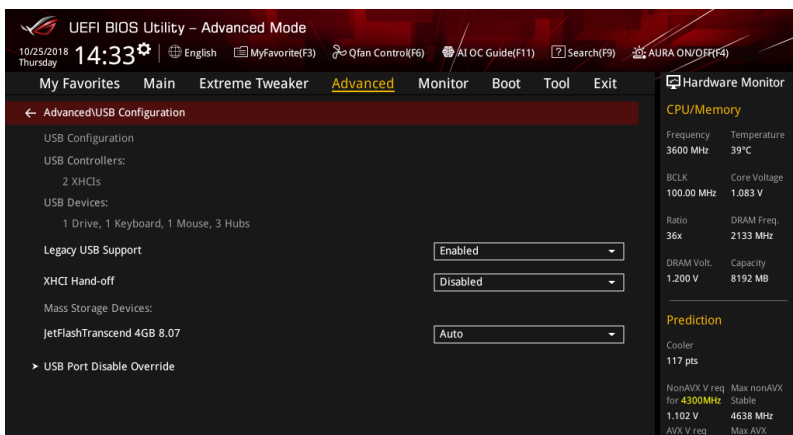 UEFI BIOS Utility – Advanced Mode
10/25/2018 Thursday 14:33 English MyFavorite(F3) Qfan Control(F6) AI OC Guide(F11) ? Search(F9) AURA ON/OFF(F4)
My Favorites Main Extreme Tweaker Advanced Monitor Boot Tool Exit
Hardware Monitor
← Advanced\USB Configuration
USB Configuration
USB Controllers:
2 XHCIs
USB Devices:
1 Drive, 1 Keyboard, 1 Mouse, 3 Hubs
Legacy USB Support Enabled
XHCI Hand-off Disabled
Mass Storage Devices:
JetFlashTranscend 4GB 8.07 Auto
USB Port Disable Override
CPU/Memory
Frequency Temperature
3600 MHz 39°C
BCLK Core Voltage
100.00 MHz 1.083 V
Ratio DRAM Freq.
36x 2133 MHz
DRAM Volt. Capacity
1.200 V 8192 MB
Prediction
Cooler
117 pts
NonAVX V req Max nonAVX
for 4300MHz Stable
1.102 V 4638 MHz
AVX V req Max AVX